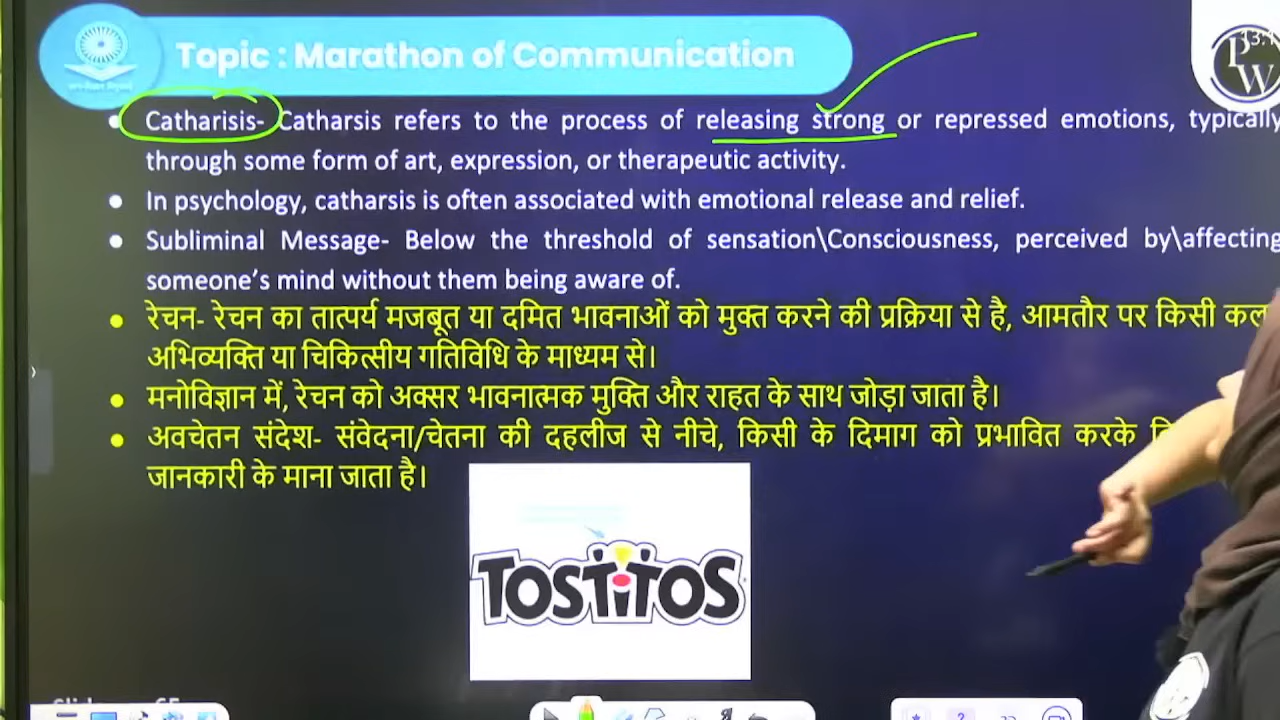 Topic : Marathon of Communication
Catharisis- Catharsis refers to the process of releasing strong or repressed emotions, typically
through some form of art, expression, or therapeutic activity.
In psychology, catharsis is often associated with emotional release and relief.
Subliminal Message- Below the threshold of sensation\Consciousness, perceived by\affecting
someone's mind without them being aware of.
रेचन- रेचन का तात्पर्य मजबूत या दमित भावनाओं को मुक्त करने की प्रक्रिया से है, आमतौर पर किसी
अभिव्यक्ति या चिकित्सीय गतिविधि के माध्यम से।
मनोविज्ञान में, रेचन को अक्सर भावनात्मक मुक्ति और राहत के साथ जोड़ा जाता है।
अवचेतन संदेश- संवेदना/चेतना की दहलीज से नीचे, किसी के दिमाग को प्रभावित करके
जानकारी के माना जाता है।
TOSTITOS
PW